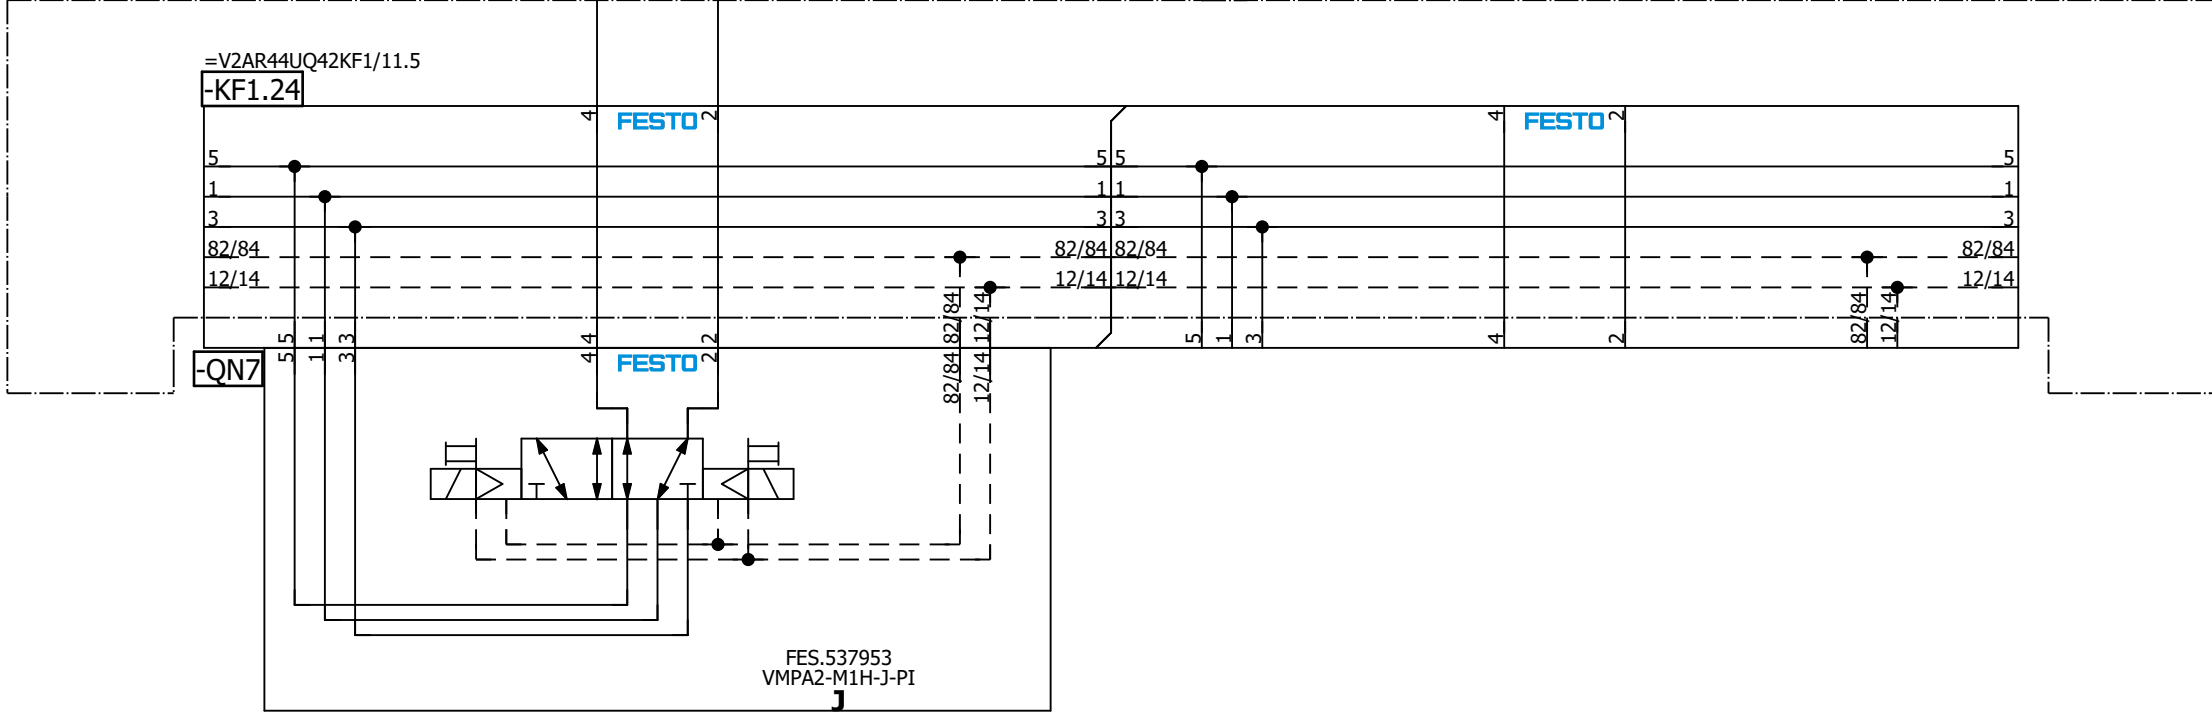 =V2AR44UQ42KF1/11.5
-KF1.24
4 FESTO 2 4 FESTO 2
5 5 5 5
1 1 1 1
3 3 3 3
82/84 82/84 82/84 82/84
12/14 12/14 12/14 12/14
5 1 3 4 2 82/84 12/14 5 1 3 4 2 82/84 12/14
-QN7
5 1 3 4 FESTO 2 82/84 12/14
FES.537953
VMPA2-M1H-J-PI
J